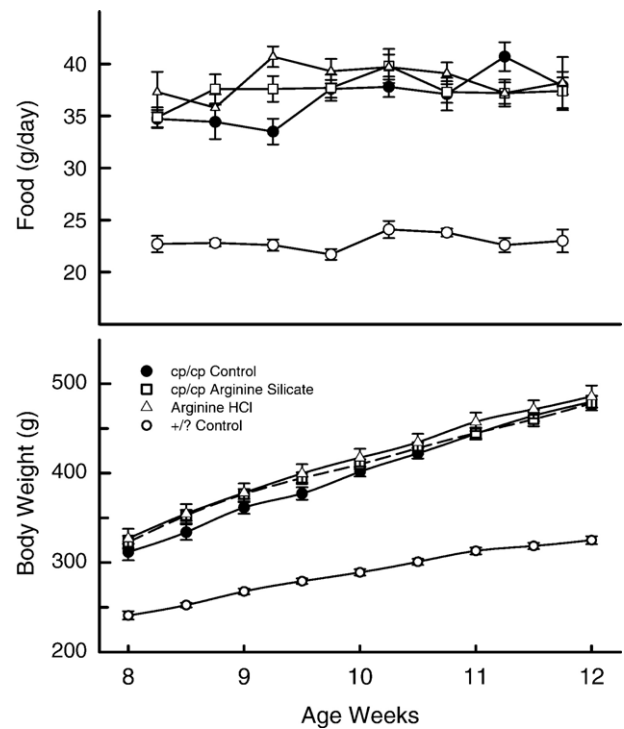 40
35
30
25
20
Food (g/day)
500
400
300
200
Body Weight (g)
cp/cp Control
cp/cp Arginine Silicate
Arginine HCl
+/? Control
8 9 10 11 12
Age Weeks